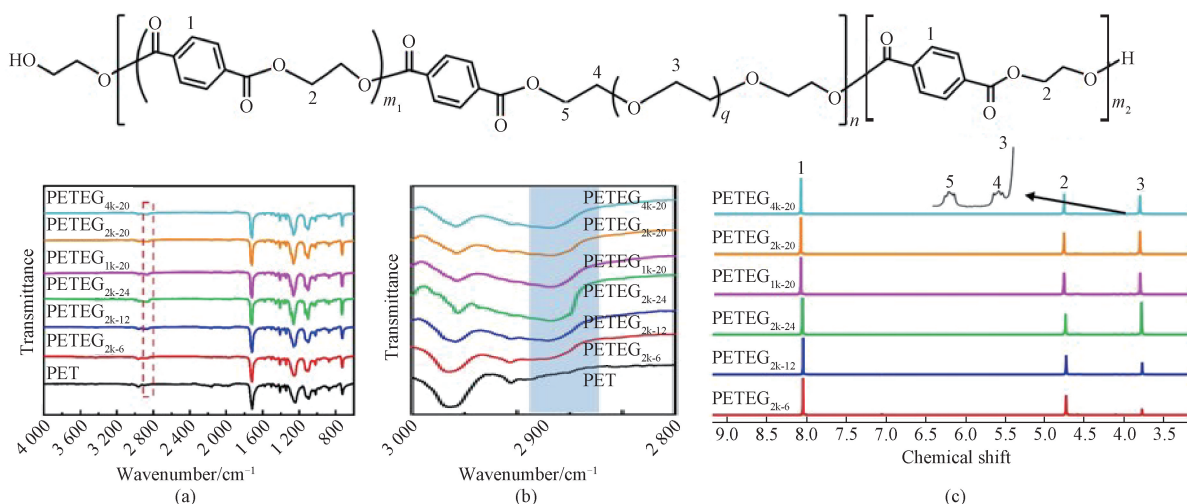 O 1 O
HO O O O 4 3 O 1 O H
O 2 m₁ O 5 O q O n O 2 m₂
PETEG4k-20
PETEG2k-20
PETEG1k-20
PETEG2k-24
PETEG2k-12
PETEG2k-6
PET
Transmittance
4 000 3 600 2 800 2 400 2 000 1 600 1 200 800
Wavenumber/cm⁻¹
(a)
PETEG4k-20
PETEG2k-20
PETEG1k-20
PETEG2k-24
PETEG2k-12
PETEG2k-6
PET
Transmittance
3 000 2 900 2 800
Wavenumber/cm⁻¹
(b)
1 5 4 3 2 3
PETEG4k-20
PETEG2k-20
PETEG1k-20
PETEG2k-24
PETEG2k-12
PETEG2k-6
9.0 8.5 8.0 7.5 7.0 6.5 6.0 5.5 5.0 4.5 4.0 3.5
Chemical shift
(c)